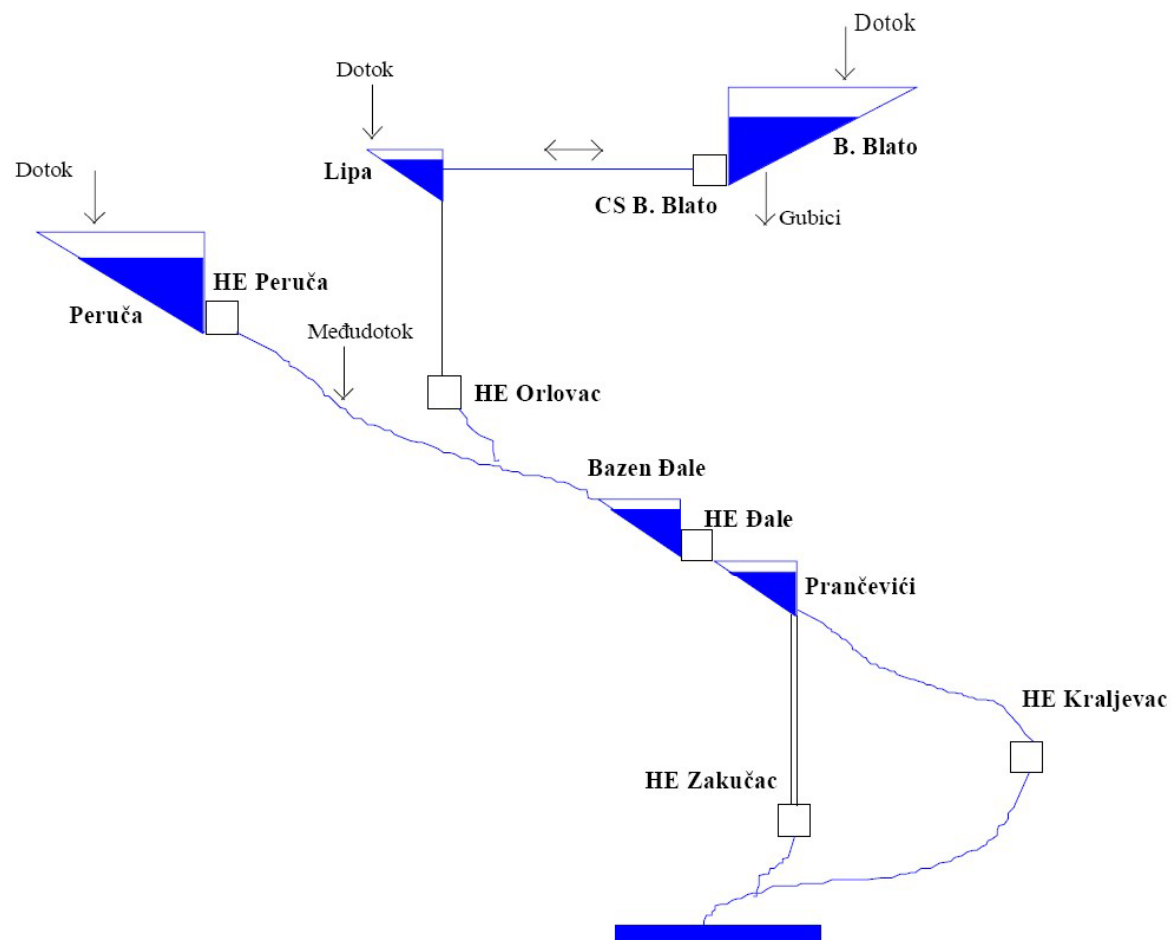 Dotok
Dotok
Lipa
B. Blato
Dotok
CS B. Blato
Gubici
HE Peruča
Peruča
Međudotok
HE Orlovac
Bazen Đale
HE Đale
Prančevići
HE Kraljevac
HE Zakučac